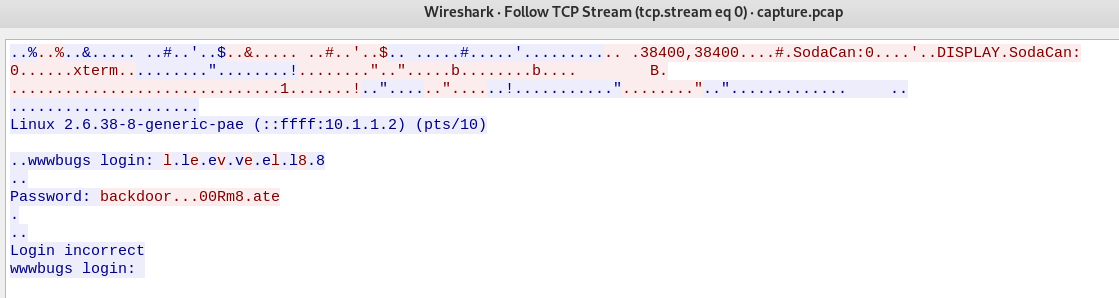 Wireshark · Follow TCP Stream (tcp.stream eq 0) · capture.pcap
..%..%..&..... ..#..'..$..&..... ..#..'..$.. .....#.....'........... .38400,38400....#.SodaCan:0....'..DISPLAY.SodaCan:
0......xterm.........."........!........"..".....b........b.... B.
..............................1.......!.."......"......!..........."........"..".............    ..
.....................
Linux 2.6.38-8-generic-pae (::ffff:10.1.1.2) (pts/10)
..wwwbugs login: l.le.ev.ve.el.l8.8
..
Password: backdoor...00Rm8.ate
.
..
Login incorrect
wwwbugs login: